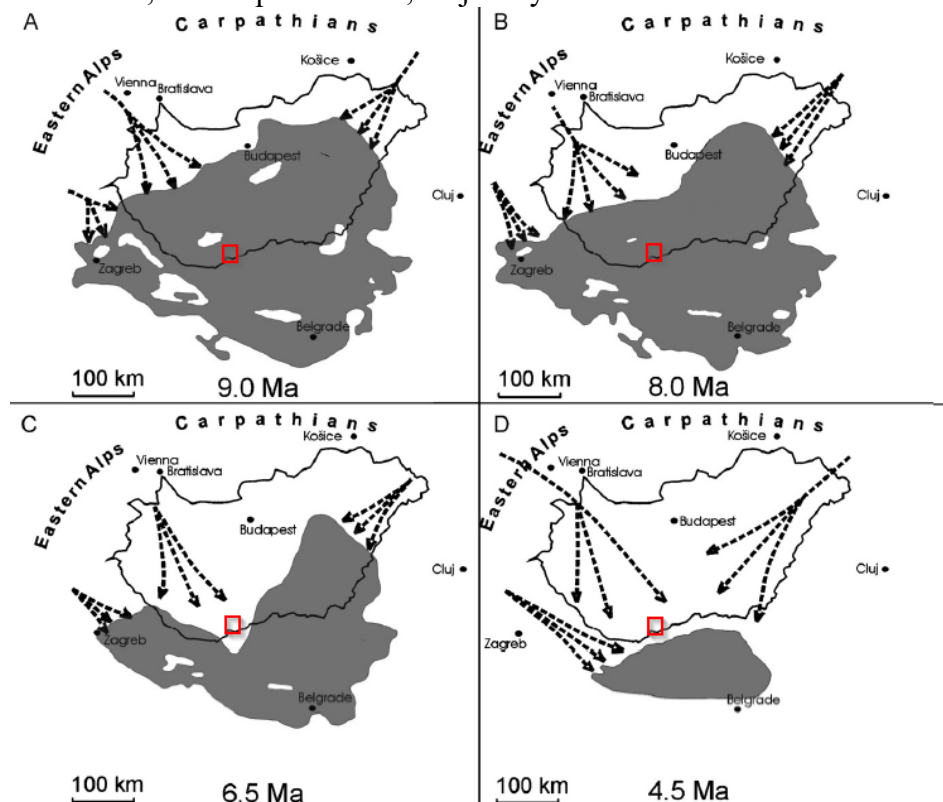 A
Carpathians
Košice
Eastern Alps
Vienna
Bratislava
Budapest
Cluj
Zagreb
Belgrade
100 km
9.0 Ma
B
Carpathians
Košice
Eastern Alps
Vienna
Bratislava
Budapest
Cluj
Zagreb
Belgrade
100 km
8.0 Ma
C
Carpathians
Košice
Eastern Alps
Vienna
Bratislava
Budapest
Cluj
Zagreb
Belgrade
100 km
6.5 Ma
D
Carpathians
Košice
Eastern Alps
Vienna
Bratislava
Budapest
Cluj
Zagreb
Belgrade
100 km
4.5 Ma